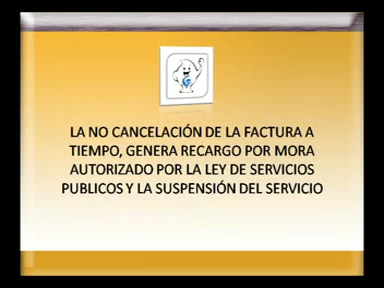 LA NO CANCELACIÓN DE LA FACTURA A
TIEMPO, GENERA RECARGO POR MORA
AUTORIZADO POR LA LEY DE SERVICIOS
PUBLICOS Y LA SUSPENSIÓN DEL SERVICIO